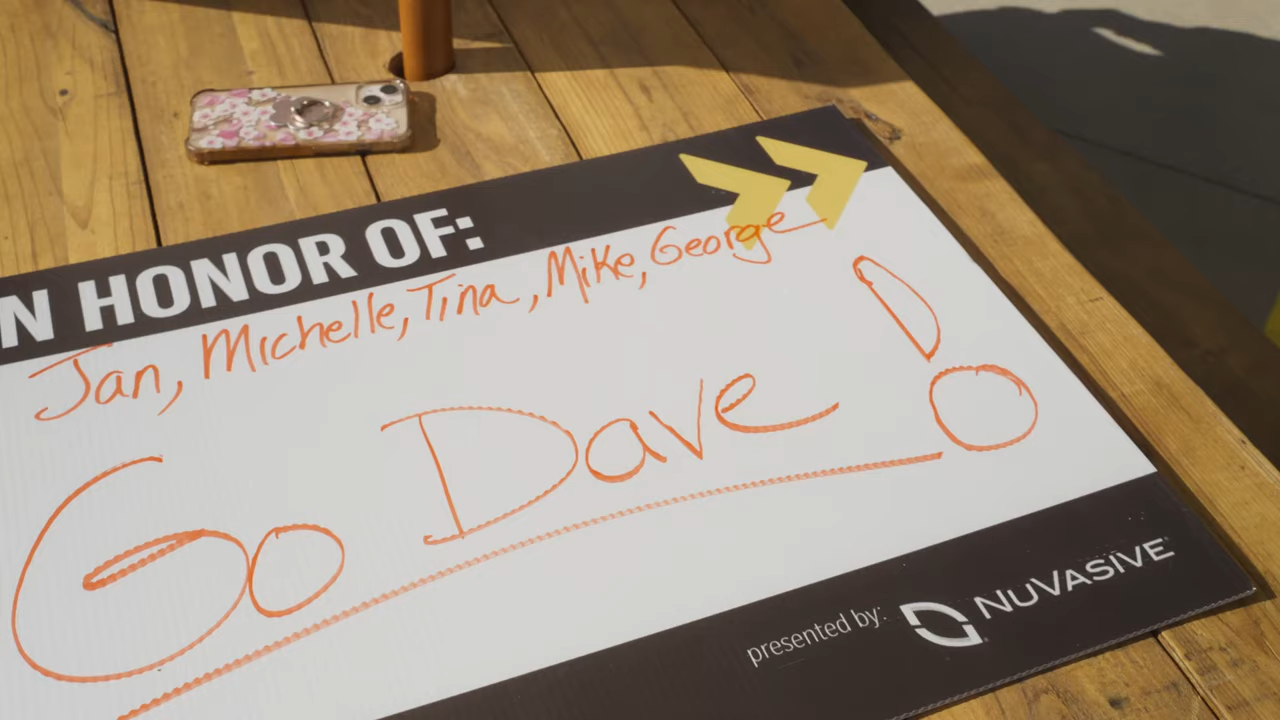 N HONOR OF:
Jan, Michelle, Tina, Mike, George
Go Dave!
presented by: NUVASIVE